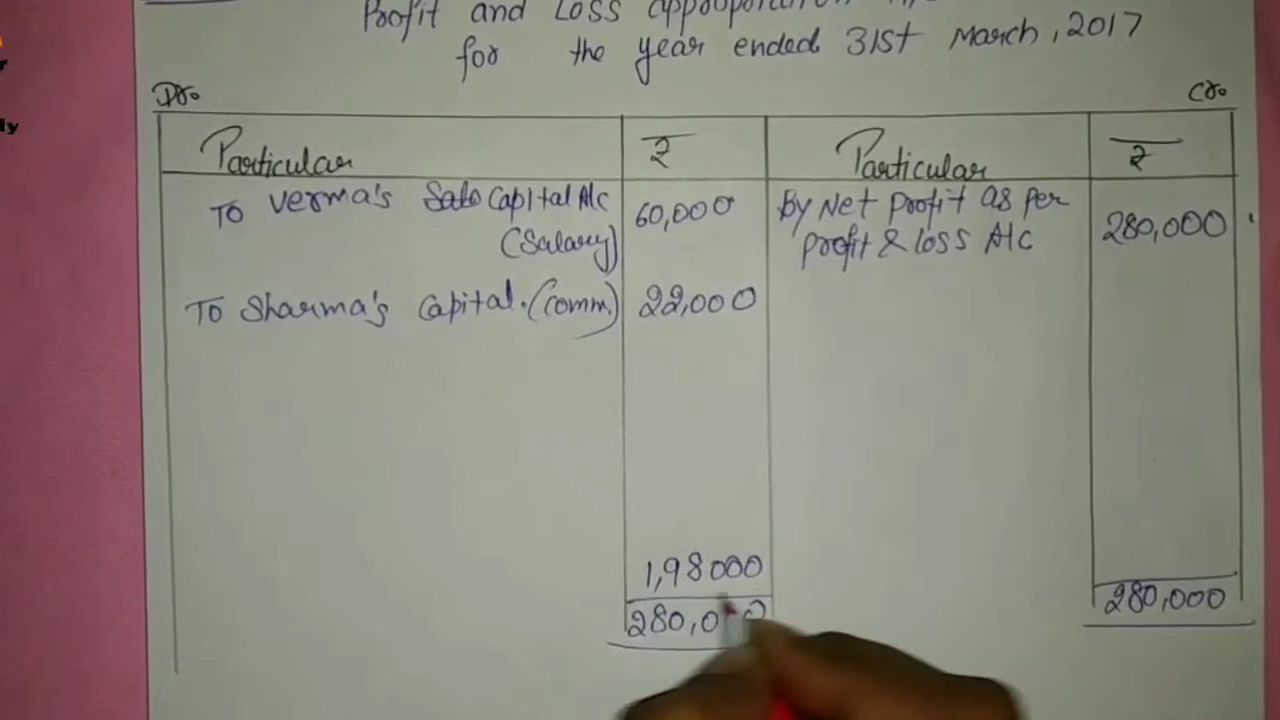 Profit and Loss appropriation
for the year ended 31st March, 2017
Dr.
Cr.
Particular ₹ Particular ₹
To Verma's Capital A/c 60,000 By Net Profit as per 280,000
(Salary) profit & loss A/c
To Sharma's Capital. (comm.) 22,000
1,98000
280,000 280,000